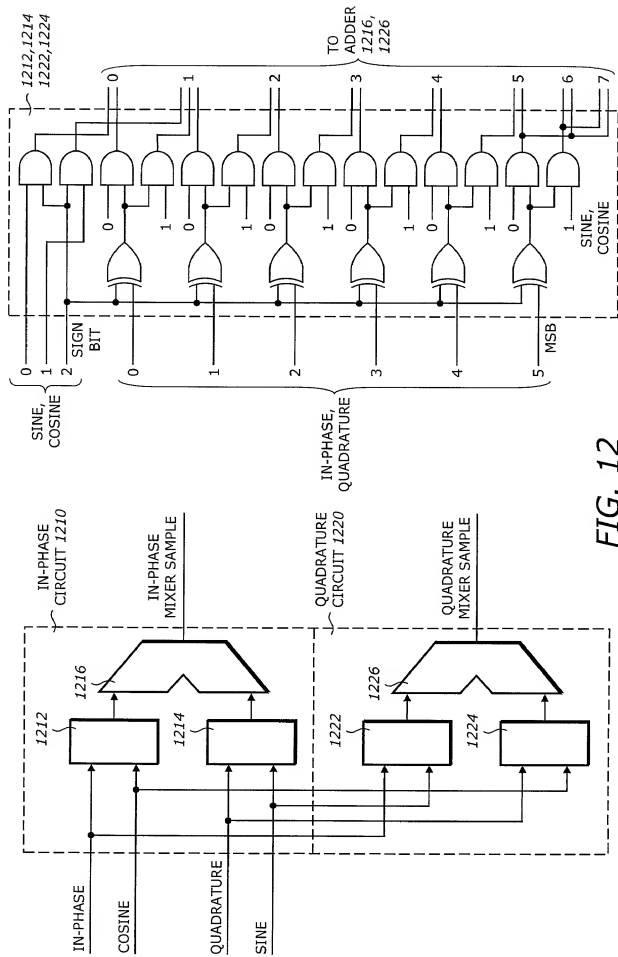 IN-PHASE
CIRCUIT 1210
1212
1216
IN-PHASE
MIXER SAMPLE
1214
IN-PHASE
COSINE
QUADRATURE
SINE
QUADRATURE
CIRCUIT 1220
1222
1226
QUADRATURE
MIXER SAMPLE
1224
1212,1214
1222,1224
SINE,
COSINE
0
1
2
SIGN
BIT
IN-PHASE,
QUADRATURE
0
1
2
3
4
5
MSB
0
1
0
1
0
1
0
1
0
1
0
1
SINE,
COSINE
0
1
2
3
4
5
6
7
TO
ADDER
1216,
1226
FIG. 12